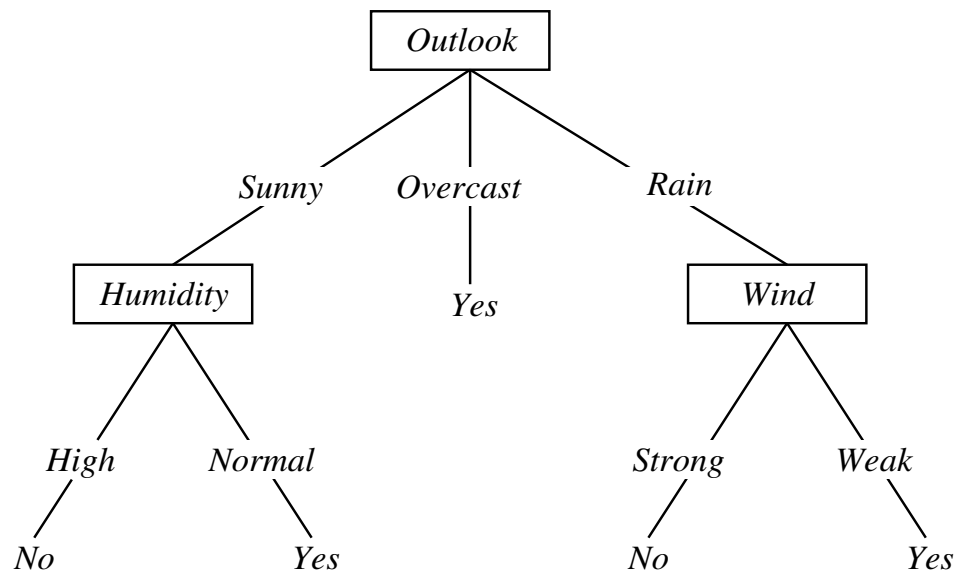 Outlook
Sunny Overcast Rain
Humidity Yes Wind
High Normal Strong Weak
No Yes No Yes